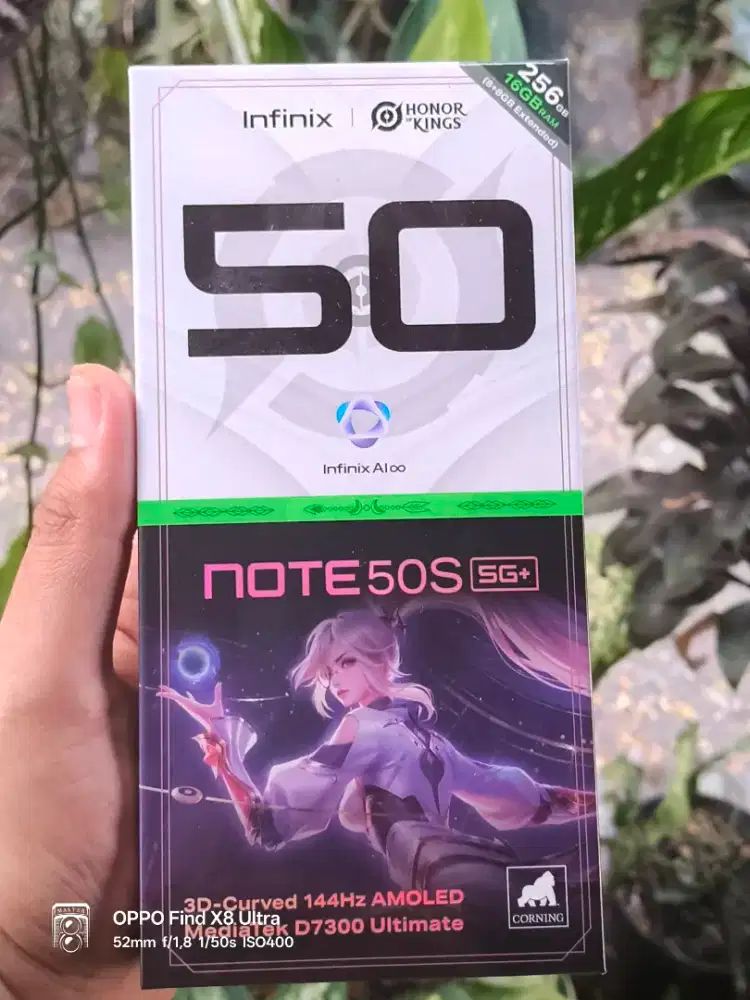 Infinix | HONOR OF KINGS
256GB
16GB RAM
(8+8GB Extended)
50
Infinix AI∞
NOTE 50S 5G+
3D-Curved 144Hz AMOLED
MediaTek D7300 Ultimate
CORNING
MASTER
OPPO Find X8 Ultra
52mm f/1,8 1/50s ISO400